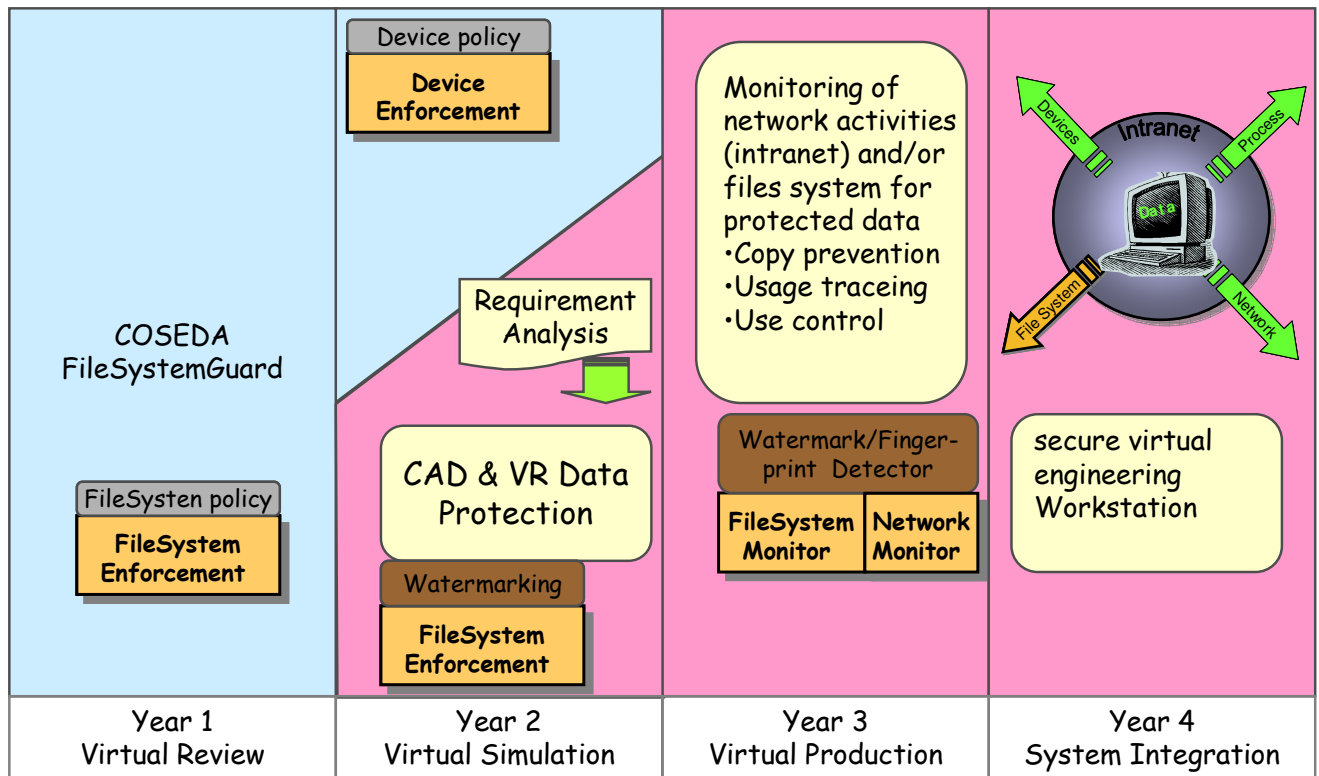 COSEDA
FileSystemGuard
FileSysten policy
FileSystem
Enforcement
Year 1
Virtual Review
Device policy
Device
Enforcement
Requirement
Analysis
CAD & VR Data
Protection
Watermarking
FileSystem
Enforcement
Year 2
Virtual Simulation
Monitoring of
network activities
(intranet) and/or
files system for
protected data
•Copy prevention
•Usage traceing
•Use control
Watermark/Finger-
print Detector
FileSystem
Monitor
Network
Monitor
Year 3
Virtual Production
Devices
Intranet
Process
Data
File System
Network
secure virtual
engineering
Workstation
Year 4
System Integration